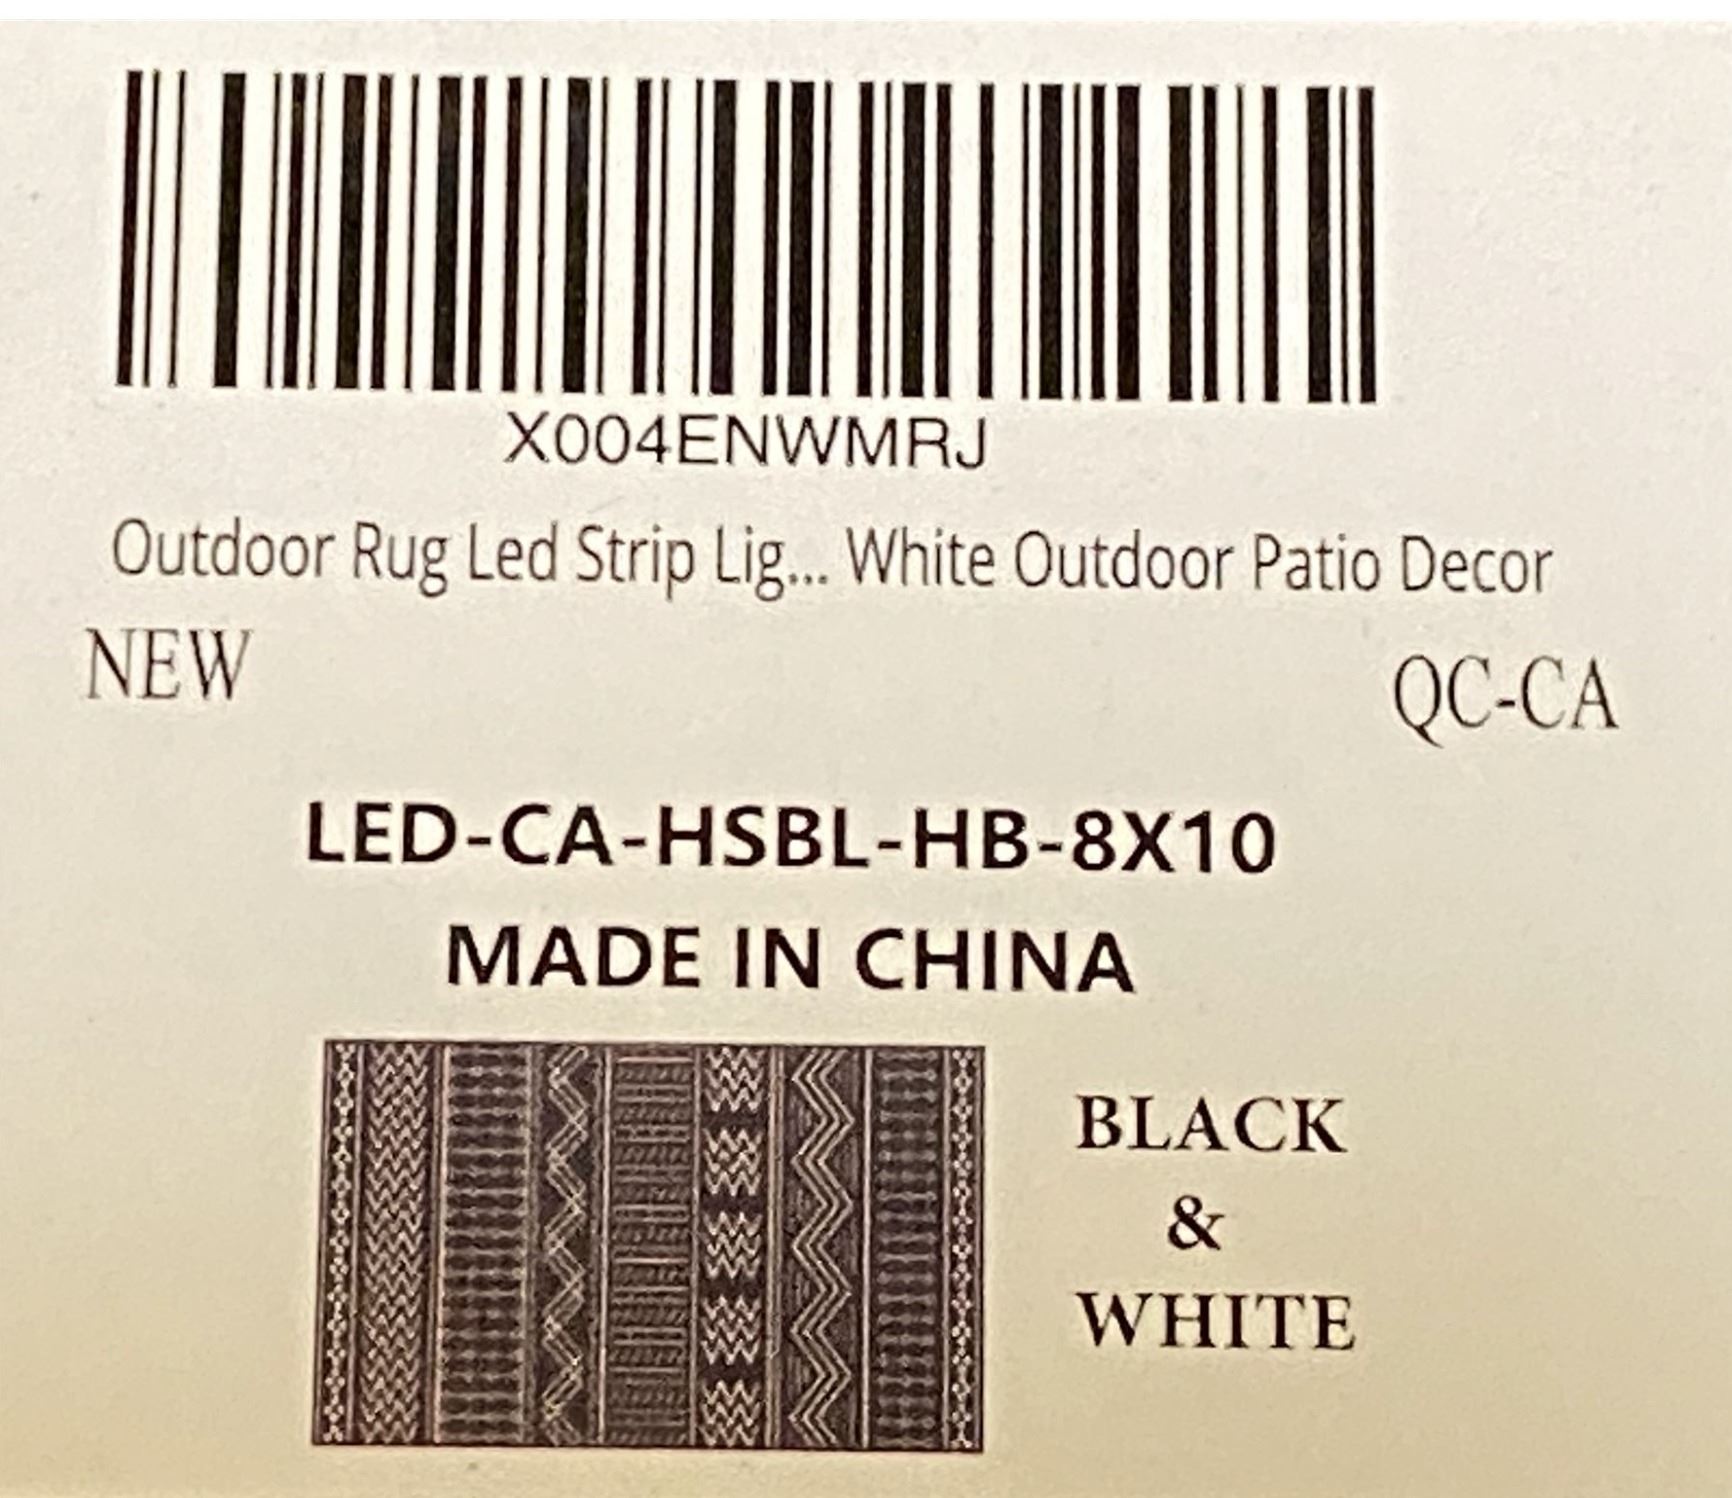 X004ENWMRJ
Outdoor Rug Led Strip Lig... White Outdoor Patio Decor
NEW QC-CA
LED-CA-HSBL-HB-8X10
MADE IN CHINA
BLACK
&
WHITE